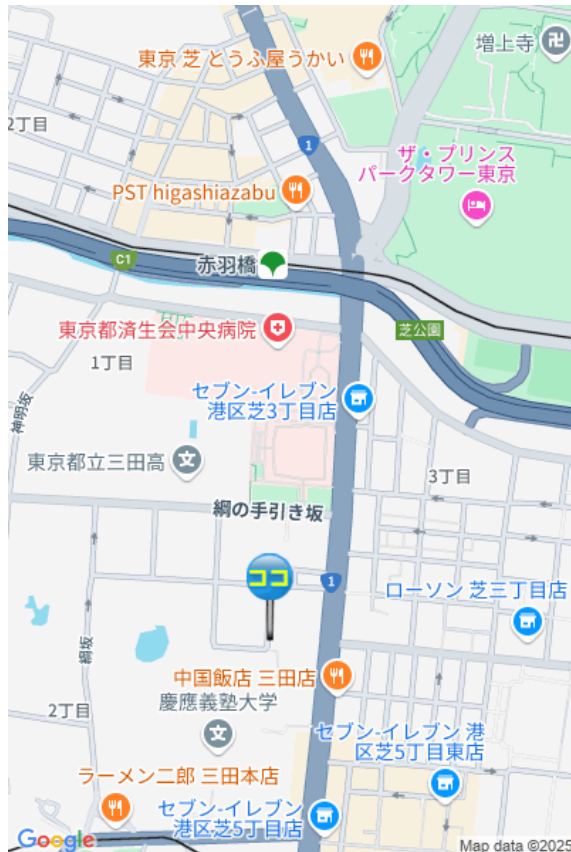 東京 芝 とうふ屋うかい
増上寺
2丁目
1
ザ・プリンス
パークタワー東京
PST higashiazabu
赤羽橋
C1
芝公園
東京都済生会中央病院
1丁目
セブン-イレブン
港区芝3丁目店
神明坂
東京都立三田高
文
3丁目
綱の手引き坂
ココ
1
ローソン 芝三丁目店
綱坂
中国飯店 三田店
慶應義塾大学
文
2丁目
セブン-イレブン 港
区芝5丁目東店
ラーメン二郎 三田本店
セブン-イレブン
港区芝5丁目店
Google
Map data ©2025